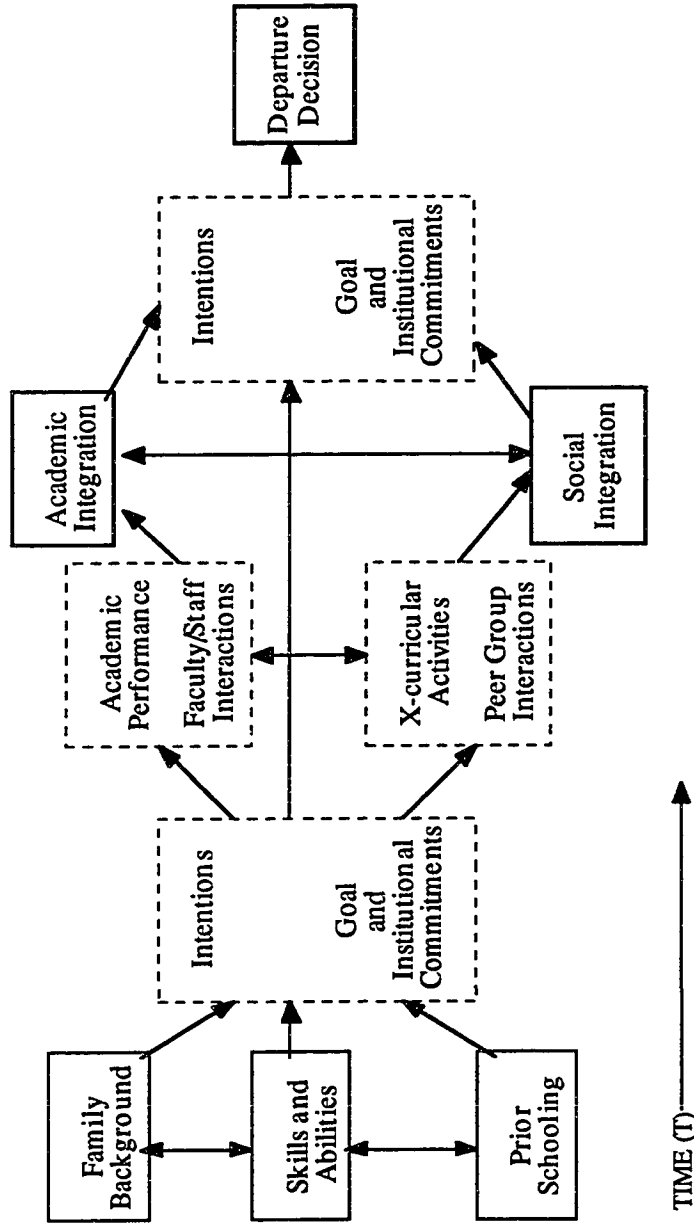 Family
Background
Skills and
Abilities
Prior
Schooling
Intentions
Goal
and
Institutional
Commitments
Academic
Performance
Faculty/Staff
Interactions
X-curricular
Activities
Peer Group
Interactions
Academic
Integration
Social
Integration
Intentions
Goal
and
Institutional
Commitments
Departure
Decision
TIME (T)